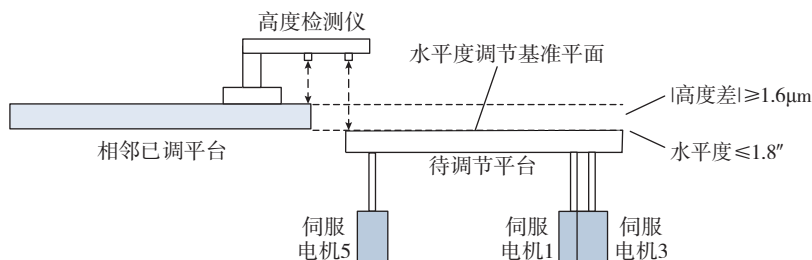 高度检测仪
水平度调节基准平面
|高度差|≥1.6μm
相邻已调平台
待调节平台
水平度≤1.8″
伺服
电机5
伺服
电机1
伺服
电机3